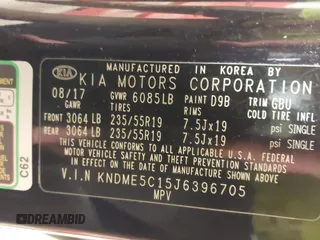 MANUFACTURED IN KOREA BY
KIA KIA MOTORS CORPORATION
08/17 GVWR 6085LB PAINT D9B TRIM GBU
GAWR TIRES RIMS COLD TIRE INFL
FRONT 3064 LB 235/55R19 7.5Jx19 psi SINGLE
REAR 3064 LB 235/55R19 7.5Jx19 psi SINGLE
THIS VEHICLE CONFORMS TO ALL APPLICABLE FEDERAL
MOTOR VEHICLE SAFETY AND THEFT PREVENTION STANDARDS
IN EFFECT ON THE DATE OF MANUFACTURE SHOWN ABOVE.
V.I.N KNDME5C15J6396705
MPV
C62
DREAMBID